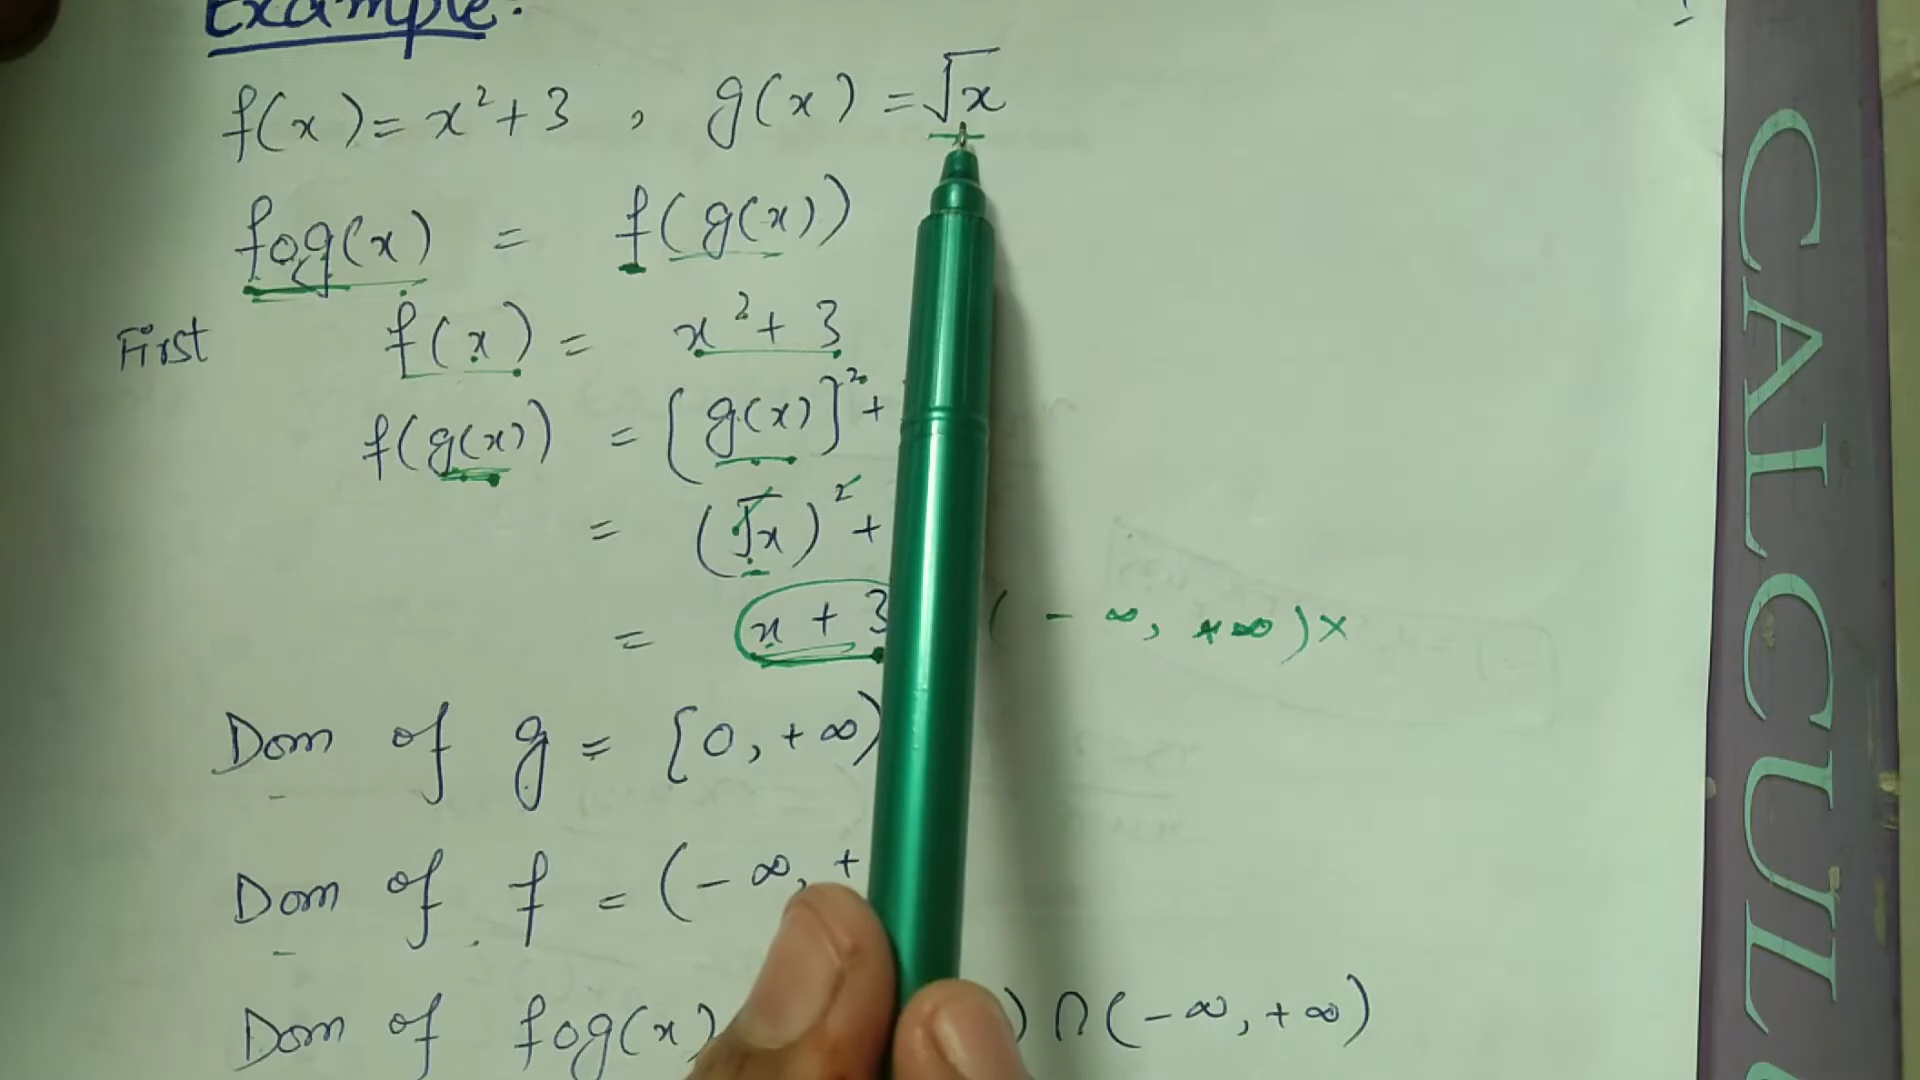 Example:
f(x) = x² + 3 , g(x) = √x
fog(x) = f(g(x))
First f(x) = x² + 3
f(g(x)) = [g(x)]² +
= (√x)² +
= x + 3 (-∞, +∞) ×
Dom of g = [0, +∞)
Dom of f = (-∞, +
Dom of fog(x) ) ∩ (-∞, +∞)
CALCUL